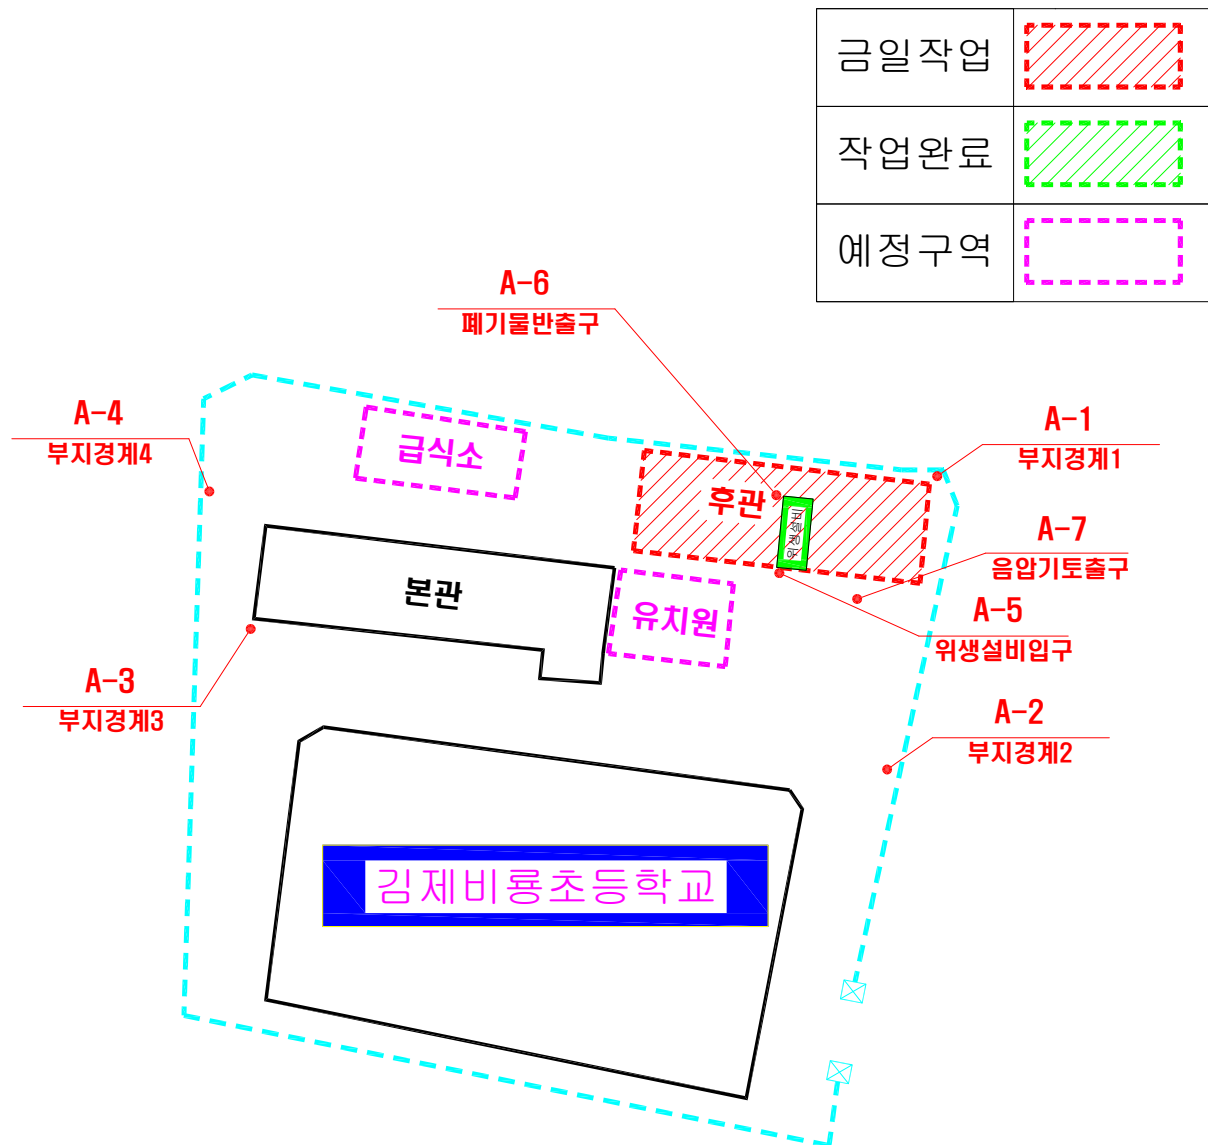 금일작업
작업완료
예정구역
A-6
폐기물반출구
A-4
부지경계4
급식소
A-1
부지경계1
후관
A-7
음압기토출구
본관
유치원
A-5
위생설비입구
A-3
부지경계3
A-2
부지경계2
김제비룡초등학교